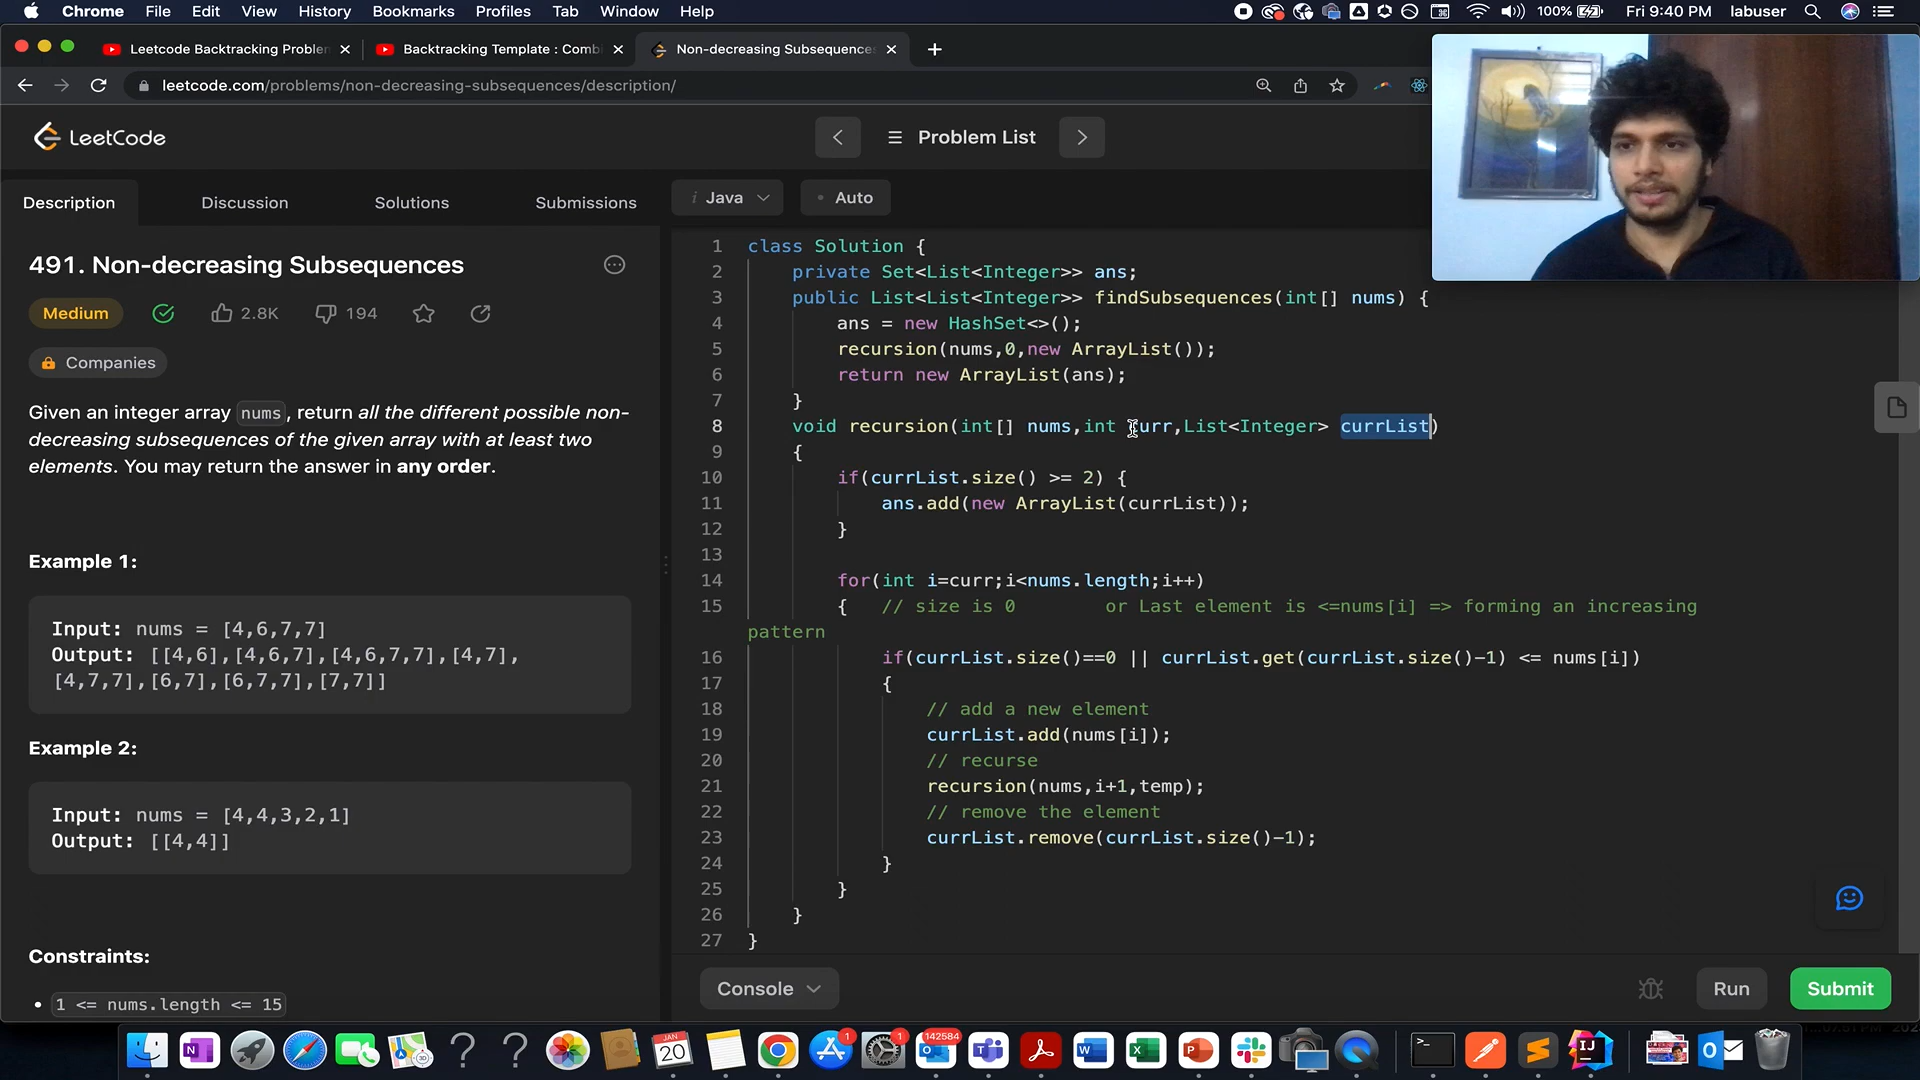 Chrome File Edit View History Bookmarks Profiles Tab Window Help 100% Fri 9:40 PM labuser
Leetcode Backtracking Problem Backtracking Template : Combi Non-decreasing Subsequences
leetcode.com/problems/non-decreasing-subsequences/description/
LeetCode
Problem List
Description Discussion Solutions Submissions
i Java Auto
491. Non-decreasing Subsequences
Medium 2.8K 194
Companies
Given an integer array nums, return all the different possible non-
decreasing subsequences of the given array with at least two
elements. You may return the answer in any order.
Example 1:
Input: nums = [4,6,7,7]
Output: [[4,6],[4,6,7],[4,6,7,7],[4,7],
[4,7,7],[6,7],[6,7,7],[7,7]]
Example 2:
Input: nums = [4,4,3,2,1]
Output: [[4,4]]
Constraints:
• 1 <= nums.length <= 15
1 class Solution {
2 private Set<List<Integer>> ans;
3 public List<List<Integer>> findSubsequences(int[] nums) {
4 ans = new HashSet<>();
5 recursion(nums,0,new ArrayList());
6 return new ArrayList(ans);
7 }
8 void recursion(int[] nums,int curr,List<Integer> currList)
9 {
10 if(currList.size() >= 2) {
11 ans.add(new ArrayList(currList));
12 }
13
14 for(int i=curr;i<nums.length;i++)
15 { // size is 0 or Last element is <=nums[i] => forming an increasing
pattern
16 if(currList.size()==0 || currList.get(currList.size()-1) <= nums[i])
17 {
18 // add a new element
19 currList.add(nums[i]);
20 // recurse
21 recursion(nums,i+1,temp);
22 // remove the element
23 currList.remove(currList.size()-1);
24 }
25 }
26 }
27 }
Console Run Submit
JAN
20
1
1
142584